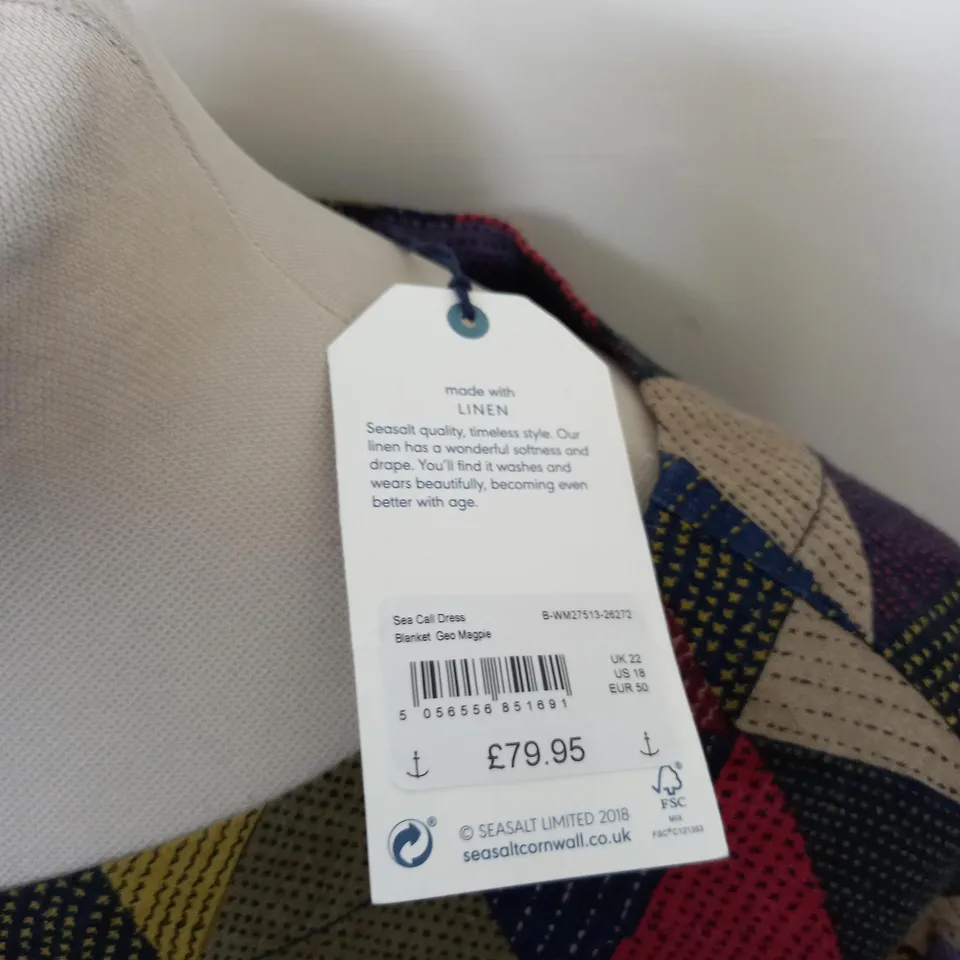 made with
LINEN
Seasalt quality, timeless style. Our
linen has a wonderful softness and
drape. You'll find it washes and
wears beautifully, becoming even
better with age.
Sea Call Dress B-WM27513-26272
Blanket Geo Magpie
UK 22
US 18
EUR 50
5 056556 851691
£79.95
FSC
MIX
FSC® C121353
® © SEASALT LIMITED 2018
seasaltcornwall.co.uk